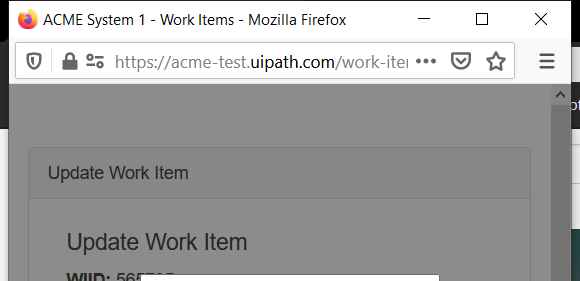 ACME System 1 - Work Items - Mozilla Firefox
https://acme-test.uipath.com/work-iter
Update Work Item
Update Work Item
WIID: